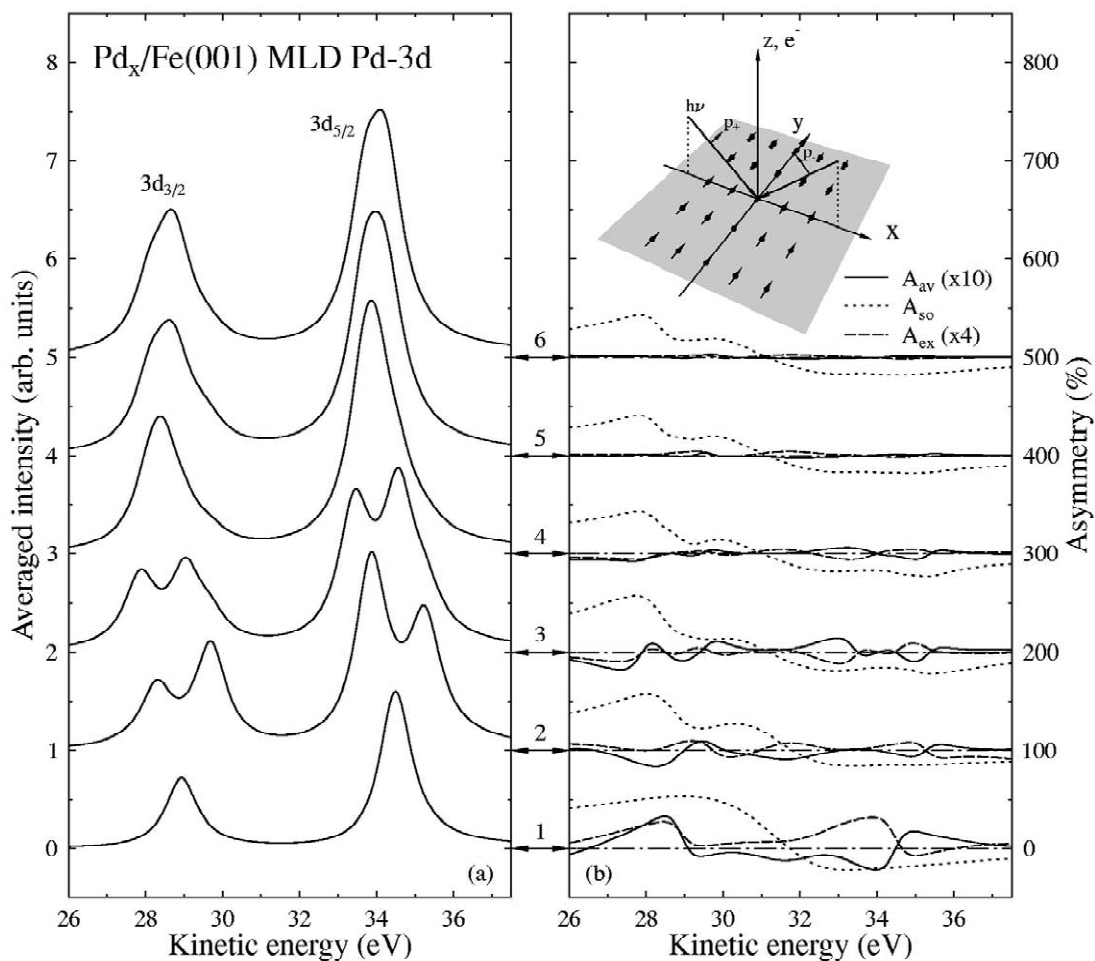 Pdx/Fe(001) MLD Pd-3d
3d5/2
3d3/2
8
7
6
5
4
3
2
1
0
Averaged intensity (arb. units)
26 28 30 32 34 36
Kinetic energy (eV)
(a)
6
5
4
3
2
1
z, e-
hν
p+
y
p-
x
Aav (x10)
Aso
Aex (x4)
800
700
600
500
400
300
200
100
0
Asymmetry (%)
(b)
26 28 30 32 34 36
Kinetic energy (eV)